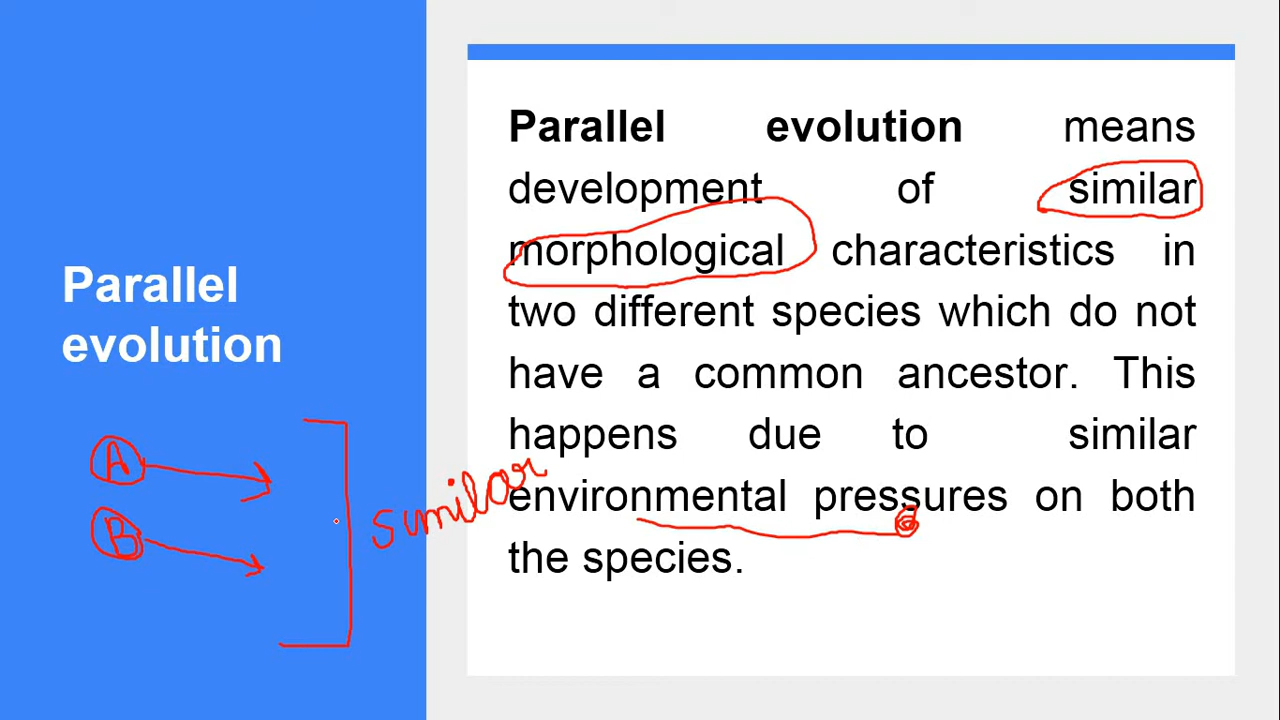 Parallel
evolution
A
B
similar
Parallel evolution means
development of similar
morphological characteristics in
two different species which do not
have a common ancestor. This
happens due to similar
environmental pressures on both
the species.